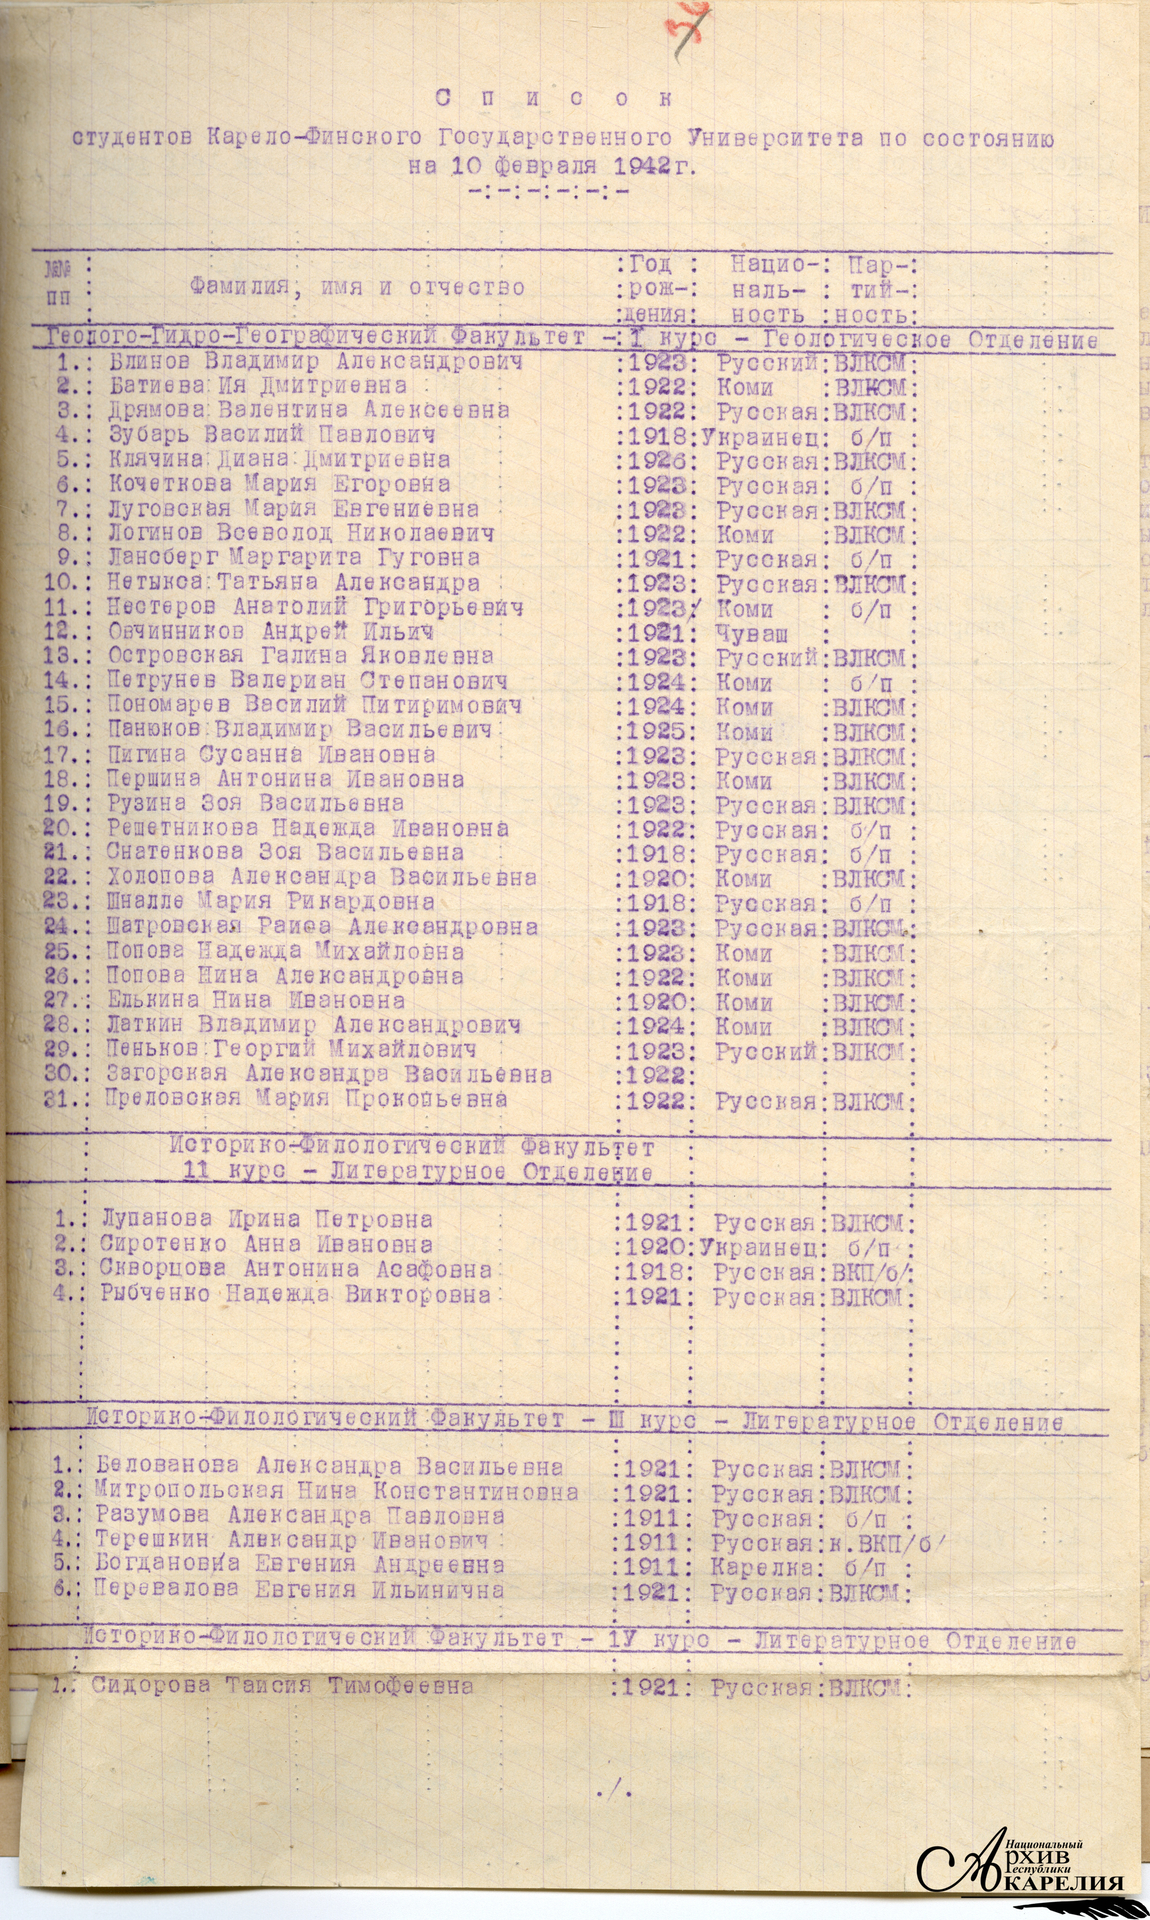 С п и с о к
студентов Карело-Финского Государственного Университета по состоянию
на 10 февраля 1942г.
-:-:-:-:-:-
№№ : :Год : Нацио-: Пар-:
пп : Фамилия, имя и отчество :рож- : наль- : тий-:
:дения: ность :ность:
Геолого-Гидро-Географический Факультет -:I курс - Геологическое Отделение
1.: Блинов Владимир Александрович :1923: Русский:ВЛКСМ:
2.: Батиева Ия Дмитриевна :1922: Коми :ВЛКСМ:
3.: Дрямова Валентина Алексеевна :1922: Русская:ВЛКСМ:
4.: Зубарь Василий Павлович :1918:Украинец: б/п :
5.: Клячина Диана Дмитриевна :1926: Русская:ВЛКСМ:
6.: Кочеткова Мария Егоровна :1923: Русская: б/п :
7.: Луговская Мария Евгениевна :1923: Русская:ВЛКСМ:
8.: Логинов Всеволод Николаевич :1922: Коми :ВЛКСМ:
9.: Лансберг Маргарита Гуговна :1921: Русская: б/п :
10.: Нетыкса Татьяна Александра :1923: Русская:ВЛКСМ:
11.: Нестеров Анатолий Григорьевич :1923/ Коми : б/п :
12.: Овчинников Андрей Ильич :1921: Чуваш : :
13.: Островская Галина Яковлевна :1923: Русский:ВЛКСМ:
14.: Петрунев Валериан Степанович :1924: Коми : б/п :
15.: Пономарев Василий Питиримович :1924: Коми :ВЛКСМ:
16.: Панюков Владимир Васильевич :1925: Коми :ВЛКСМ:
17.: Пигина Сусанна Ивановна :1923: Русская:ВЛКСМ:
18.: Першина Антонина Ивановна :1923: Коми :ВЛКСМ:
19.: Рузина Зоя Васильевна :1923: Русская:ВЛКСМ:
20.: Решетникова Надежда Ивановна :1922: Русская: б/п :
21.: Снатенкова Зоя Васильевна :1918: Русская: б/п :
22.: Холопова Александра Васильевна :1920: Коми :ВЛКСМ:
23.: Шналле Мария Рикардовна :1918: Русская: б/п :
24.: Шатровская Раиса Александровна :1923: Русская:ВЛКСМ:
25.: Попова Надежда Михайловна :1923: Коми :ВЛКСМ:
26.: Попова Нина Александровна :1922: Коми :ВЛКСМ:
27.: Елькина Нина Ивановна :1920: Коми :ВЛКСМ:
28.: Латкин Владимир Александрович :1924: Коми :ВЛКСМ:
29.: Пеньков Георгий Михайлович :1923: Русский:ВЛКСМ:
30.: Загорская Александра Васильевна :1922:
31.: Преловская Мария Прокопьевна :1922: Русская:ВЛКСМ:
Историко-Филологический Факультет
11 курс - Литературное Отделение
1.: Лупанова Ирина Петровна :1921: Русская:ВЛКСМ:
2.: Сиротенко Анна Ивановна :1920:Украинец: б/п :
3.: Скворцова Антонина Асафовна :1918: Русская:ВКП/б/:
4.: Рыбченко Надежда Викторовна :1921: Русская:ВЛКСМ:
Историко-Филологический Факультет - Ш курс - Литературное Отделение
1.: Белованова Александра Васильевна :1921: Русская:ВЛКСМ:
2.: Митропольская Нина Константиновна :1921: Русская:ВЛКСМ:
3.: Разумова Александра Павловна :1911: Русская: б/п :
4.: Терешкин Александр Иванович :1911: Русская:к.ВКП/б/
5.: Богданов/а Евгения Андреевна :1911: Карелка: б/п :
6.: Перевалова Евгения Ильинична :1921: Русская:ВЛКСМ:
Историко-Филологический Факультет - 1У курс - Литературное Отделение
1.: Сидорова Таисия Тимофеевна :1921: Русская:ВЛКСМ:
./.
Национальный
Архив
Республики
Карелия